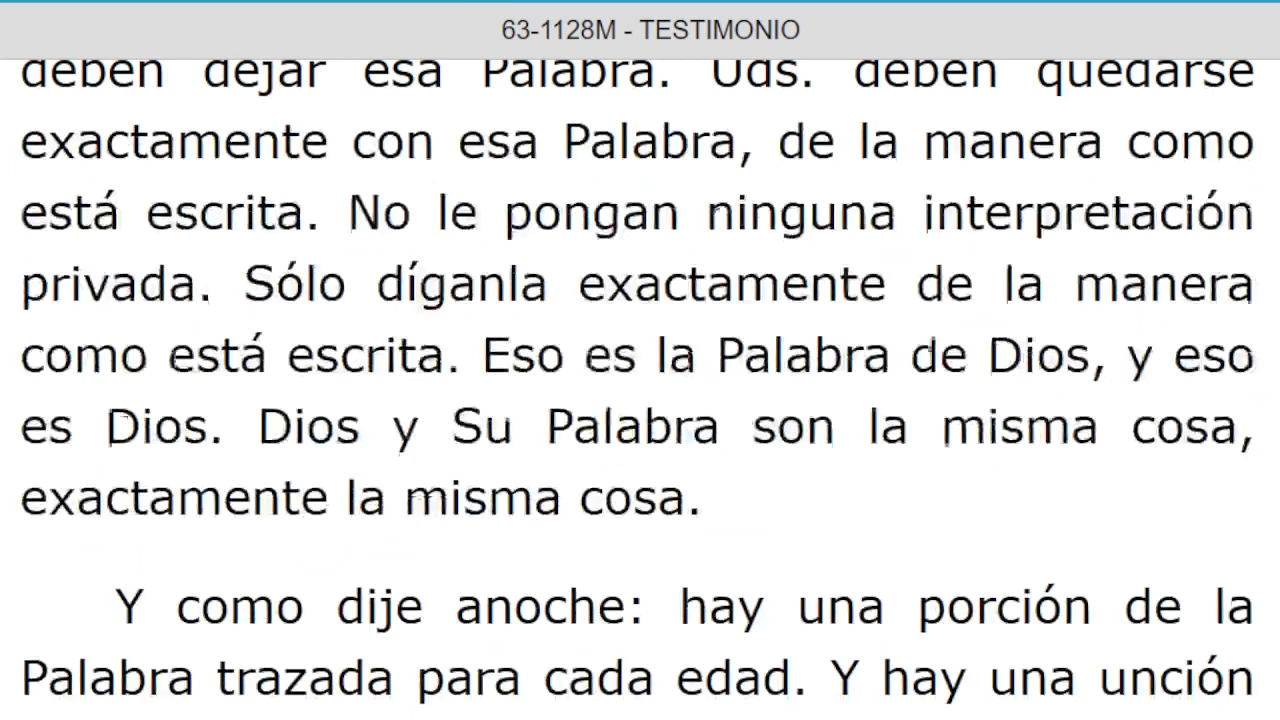 63-1128M - TESTIMONIO
deben dejar esa Palabra. Uds. deben quedarse
exactamente con esa Palabra, de la manera como
está escrita. No le pongan ninguna interpretación
privada. Sólo díganla exactamente de la manera
como está escrita. Eso es la Palabra de Dios, y eso
es Dios. Dios y Su Palabra son la misma cosa,
exactamente la misma cosa.
Y como dije anoche: hay una porción de la
Palabra trazada para cada edad. Y hay una unción